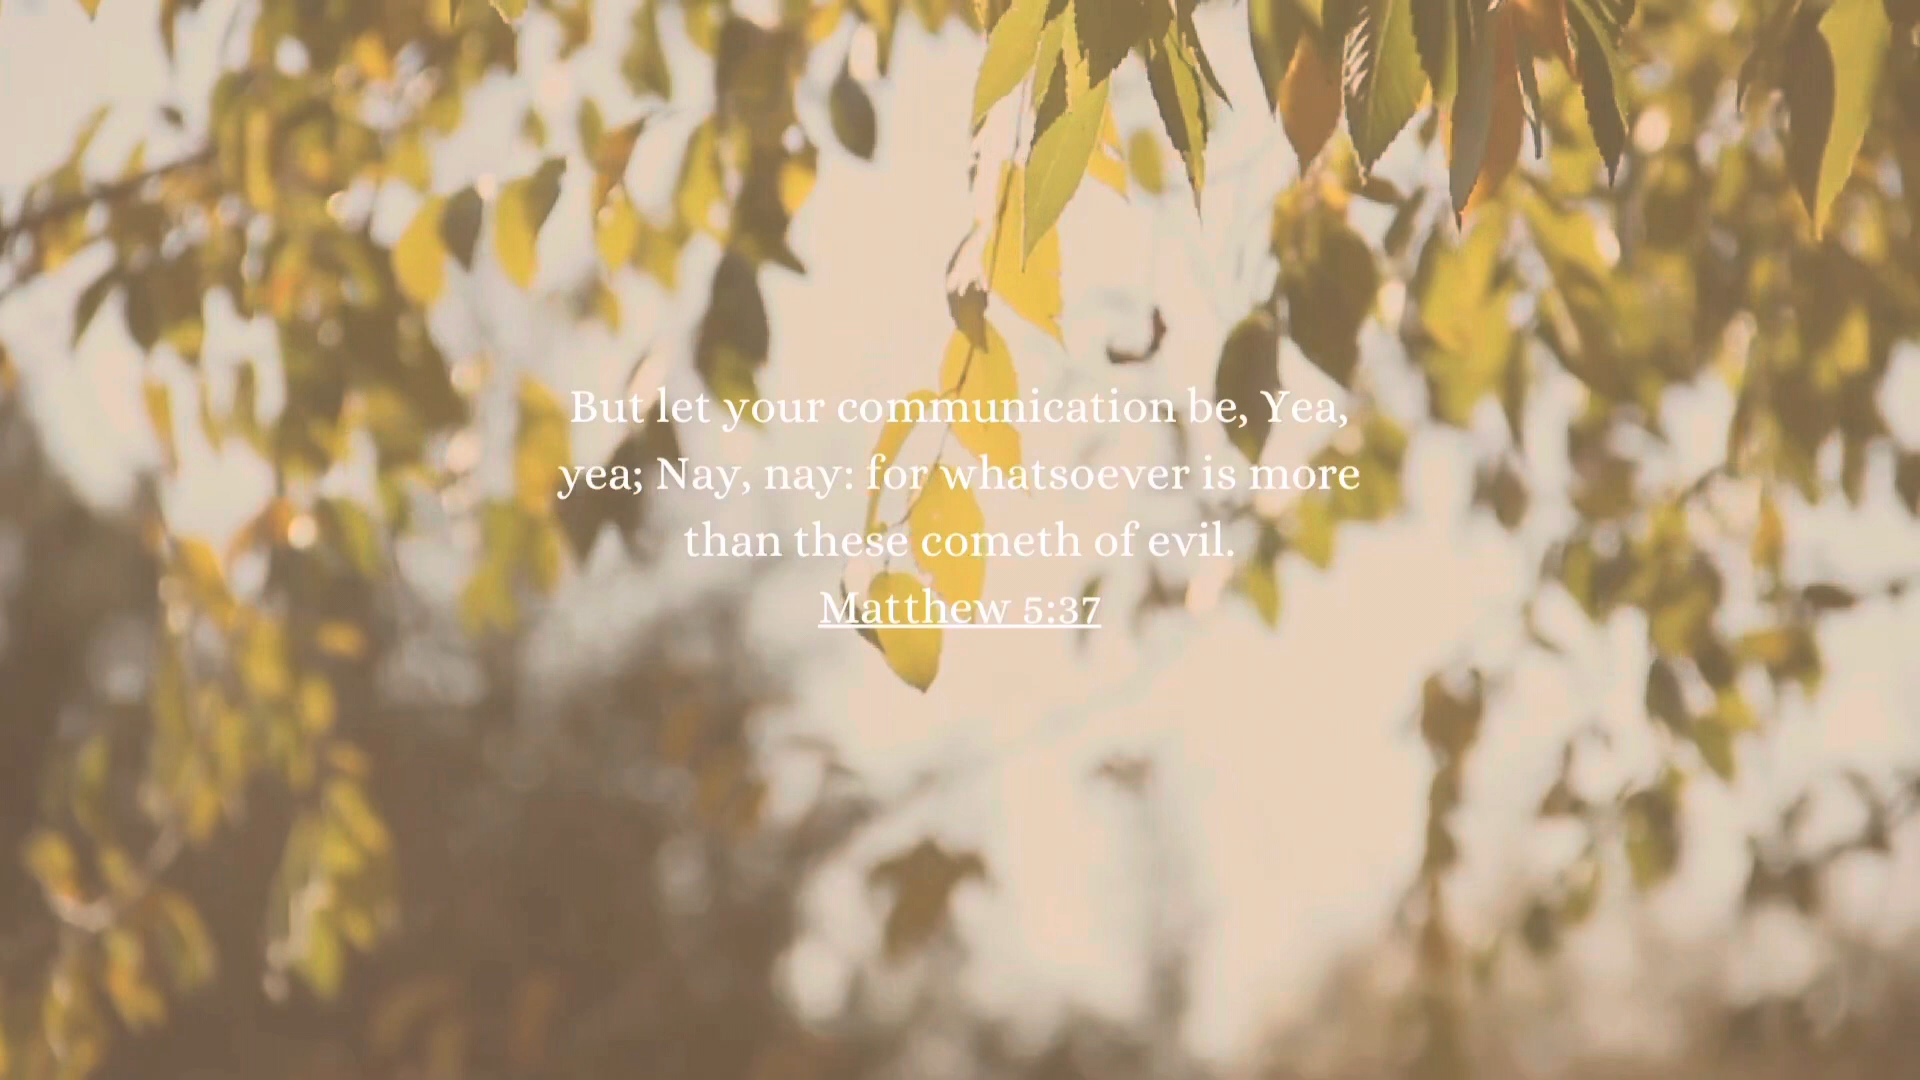 But let your communication be, Yea,
yea; Nay, nay: for whatsoever is more
than these cometh of evil.
Matthew 5:37